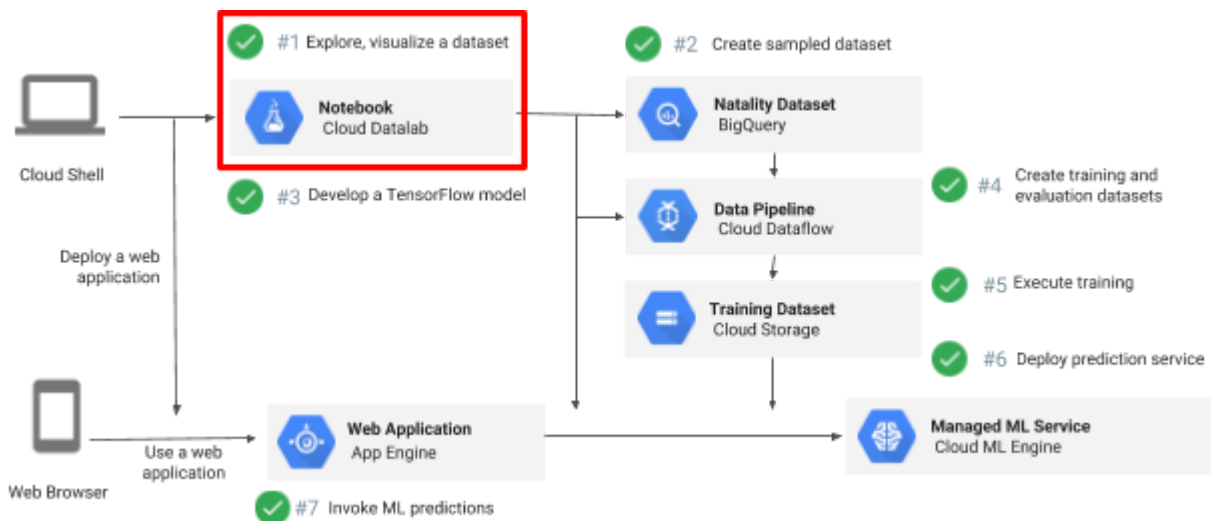 #1 Explore, visualize a dataset
Notebook
Cloud Datalab
#2 Create sampled dataset
Natality Dataset
BigQuery
Cloud Shell
#3 Develop a TensorFlow model
Data Pipeline
Cloud Dataflow
#4 Create training and
evaluation datasets
Deploy a web
application
Training Dataset
Cloud Storage
#5 Execute training
#6 Deploy prediction service
Web Browser
Use a web
application
Web Application
App Engine
Managed ML Service
Cloud ML Engine
#7 Invoke ML predictions